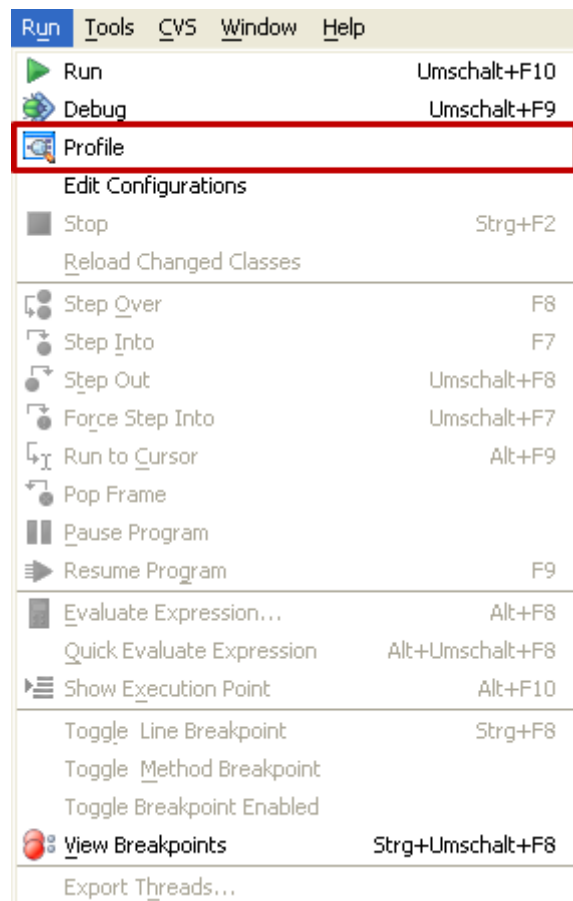 Run Tools CVS Window Help
Run Umschalt+F10
Debug Umschalt+F9
Profile
Edit Configurations
Stop Strg+F2
Reload Changed Classes
Step Over F8
Step Into F7
Step Out Umschalt+F8
Force Step Into Umschalt+F7
Run to Cursor Alt+F9
Pop Frame
Pause Program
Resume Program F9
Evaluate Expression... Alt+F8
Quick Evaluate Expression Alt+Umschalt+F8
Show Execution Point Alt+F10
Toggle Line Breakpoint Strg+F8
Toggle Method Breakpoint
Toggle Breakpoint Enabled
View Breakpoints Strg+Umschalt+F8
Export Threads...